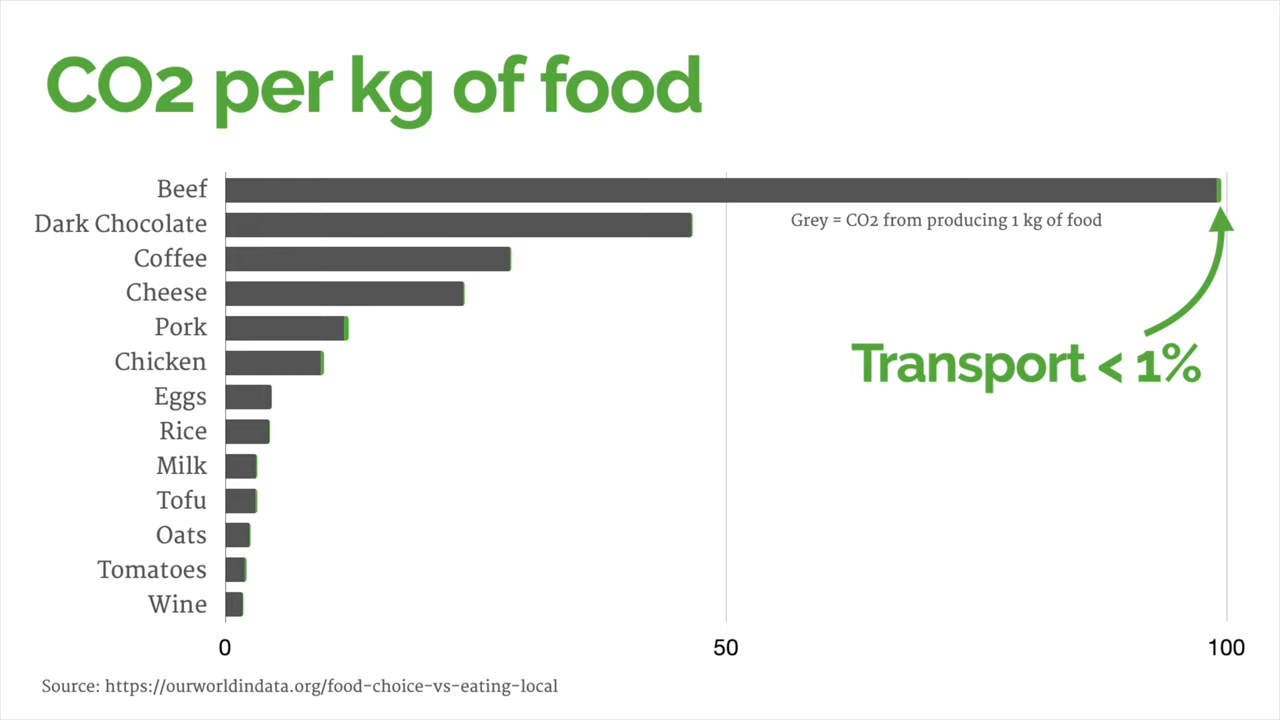 CO2 per kg of food
Beef
Grey = CO2 from producing 1 kg of food
Dark Chocolate
Coffee
Cheese
Pork
Transport < 1%
Chicken
Eggs
Rice
Milk
Tofu
Oats
Tomatoes
Wine
0 50 100
Source: https://ourworldindata.org/food-choice-vs-eating-local